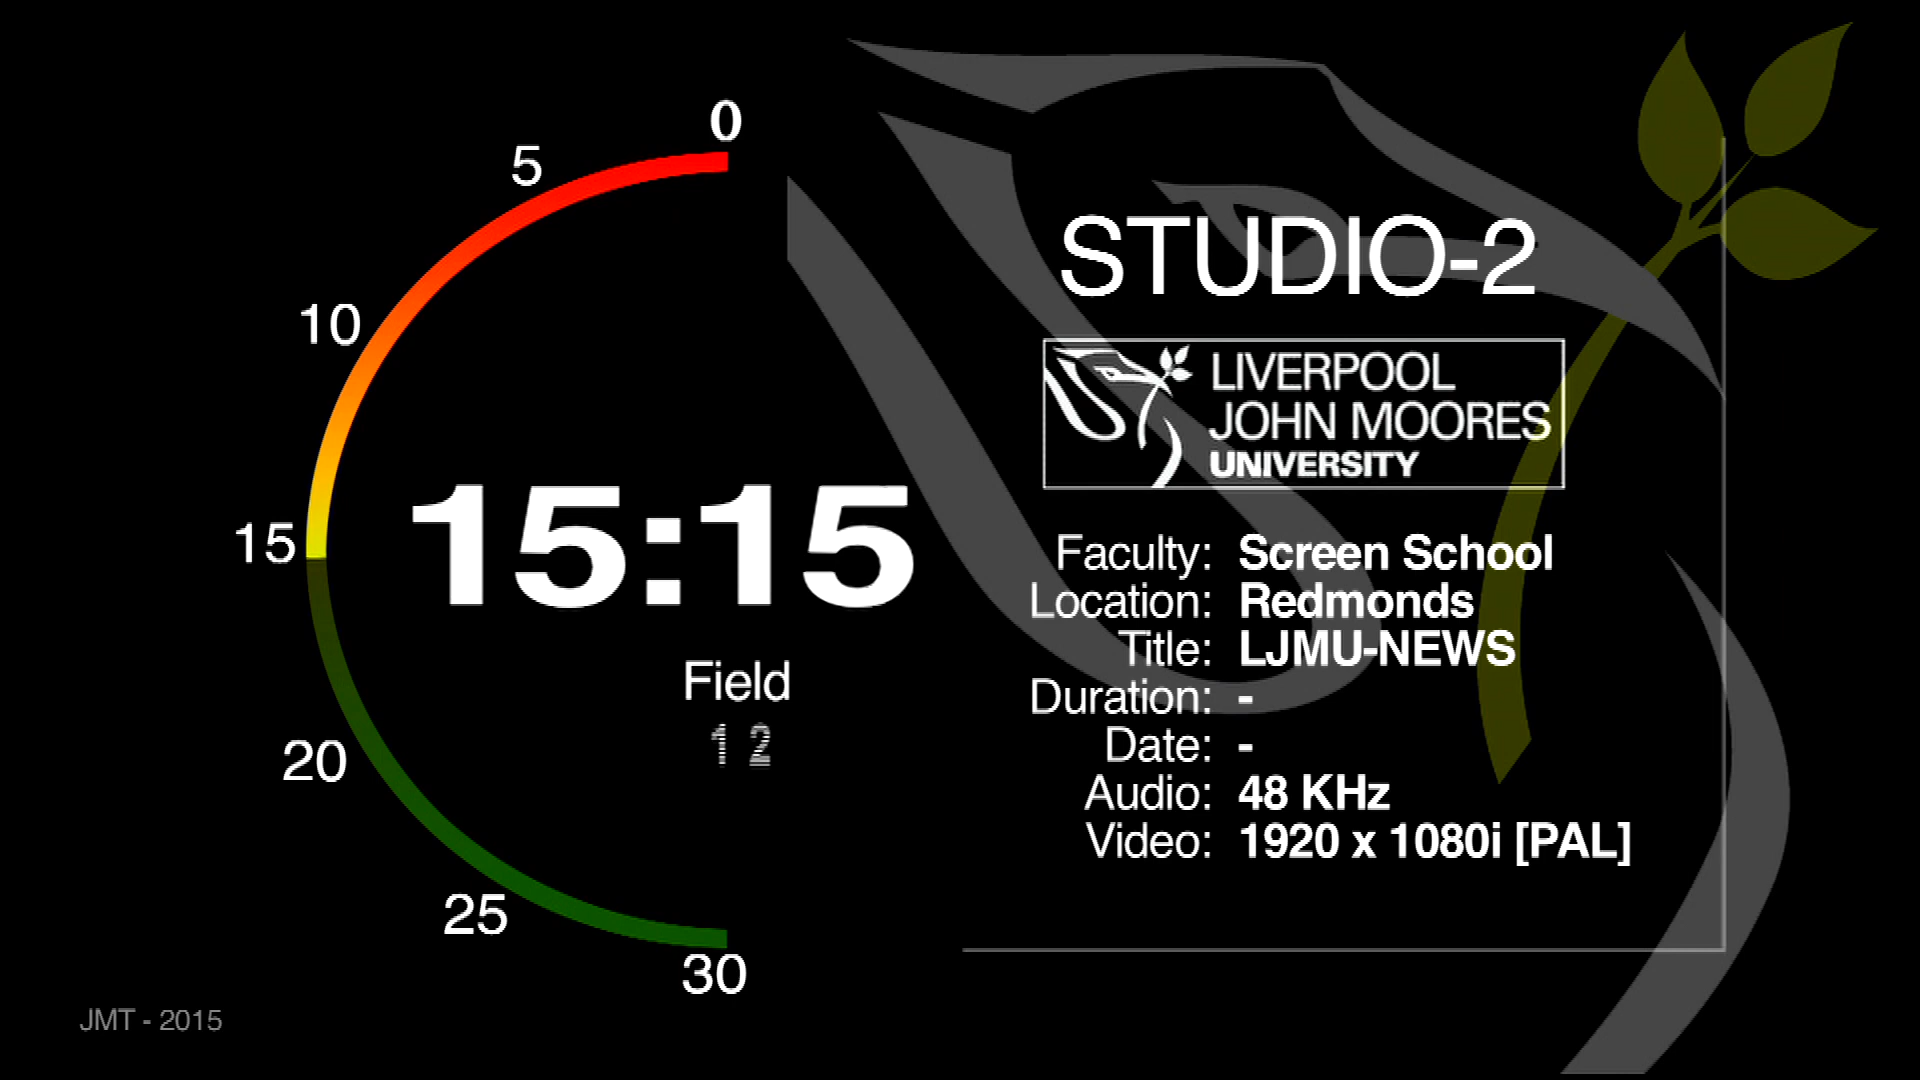 0
5
10
15
20
25
30
15:15
Field
1 2
STUDIO-2
LIVERPOOL
JOHN MOORES
UNIVERSITY
Faculty: Screen School
Location: Redmonds
Title: LJMU-NEWS
Duration: -
Date: -
Audio: 48 KHz
Video: 1920 x 1080i [PAL]
JMT - 2015